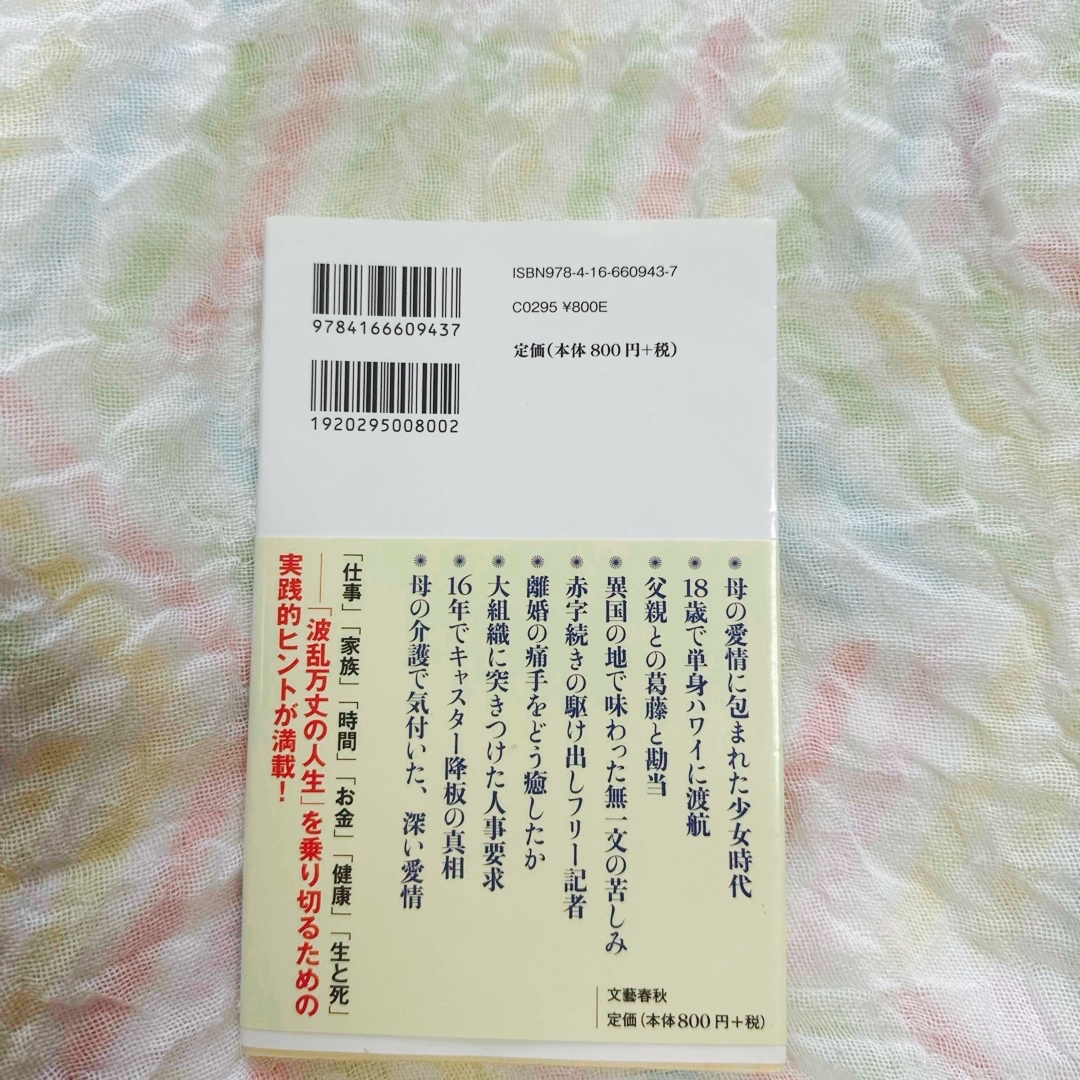 9784166609437
1920295008002
ISBN978-4-16-660943-7
C0295 ¥800E
定価(本体800円+税)
母の愛情に包まれた少女時代
18歳で単身ハワイに渡航
父親との葛藤と勘当
異国の地で味わった無一文の苦しみ
赤字続きの駆け出しフリー記者
離婚の痛手をどう癒したか
大組織に突きつけた人事要求
16年でキャスター降板の真相
母の介護で気付いた、深い愛情
「仕事」「家族」「時間」「お金」「健康」「生と死」
――「波乱万丈の人生」を乗り切るための
実践的ヒントが満載!
文藝春秋
定価(本体800円+税)